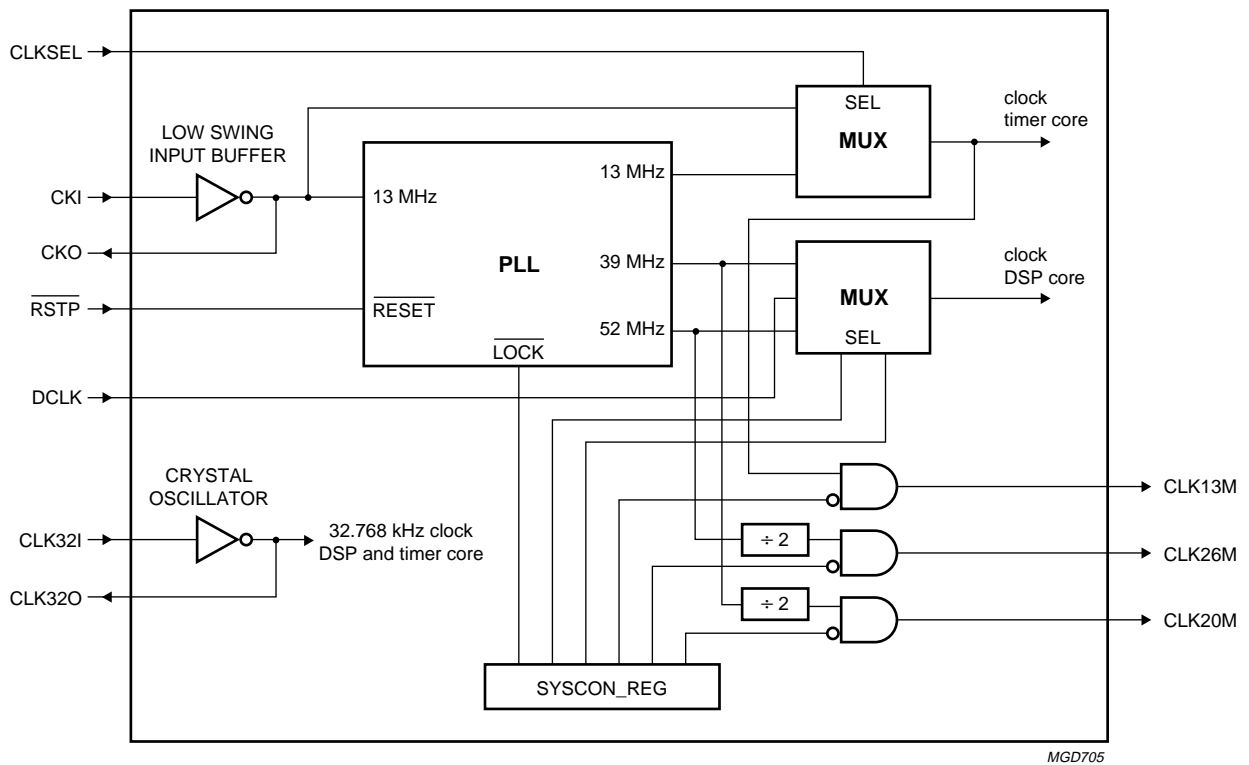 CLKSEL
SEL
MUX
clock
timer core
LOW SWING
INPUT BUFFER
CKI
13 MHz
13 MHz
CKO
PLL
39 MHz
MUX
SEL
clock
DSP core
RSTP
RESET
52 MHz
LOCK
DCLK
CRYSTAL
OSCILLATOR
CLK32I
32.768 kHz clock
DSP and timer core
CLK32O
CLK13M
÷ 2
CLK26M
÷ 2
CLK20M
SYSCON_REG
MGD705